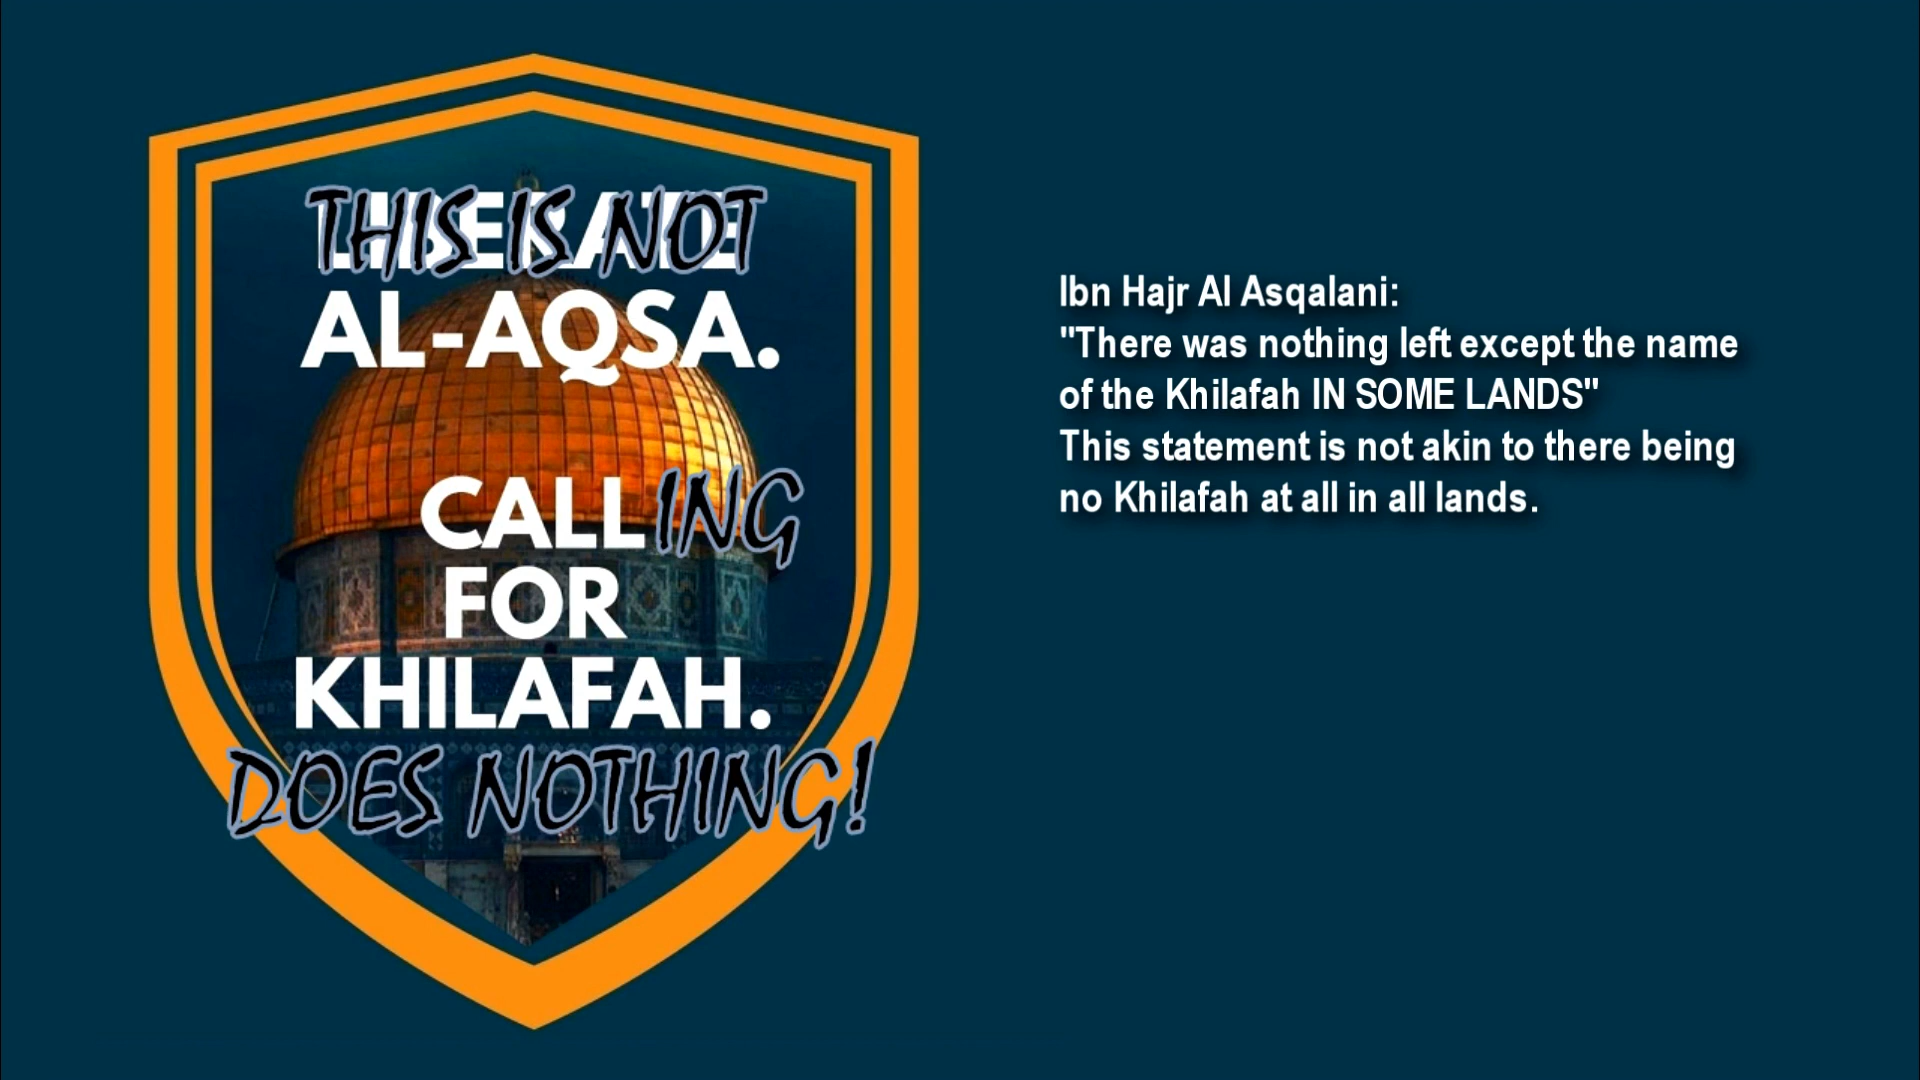 THIS IS NOT
LIBERATE
AL-AQSA.
CALLING
FOR
KHILAFAH.
DOES NOTHING!
Ibn Hajr Al Asqalani:
"There was nothing left except the name
of the Khilafah IN SOME LANDS"
This statement is not akin to there being
no Khilafah at all in all lands.